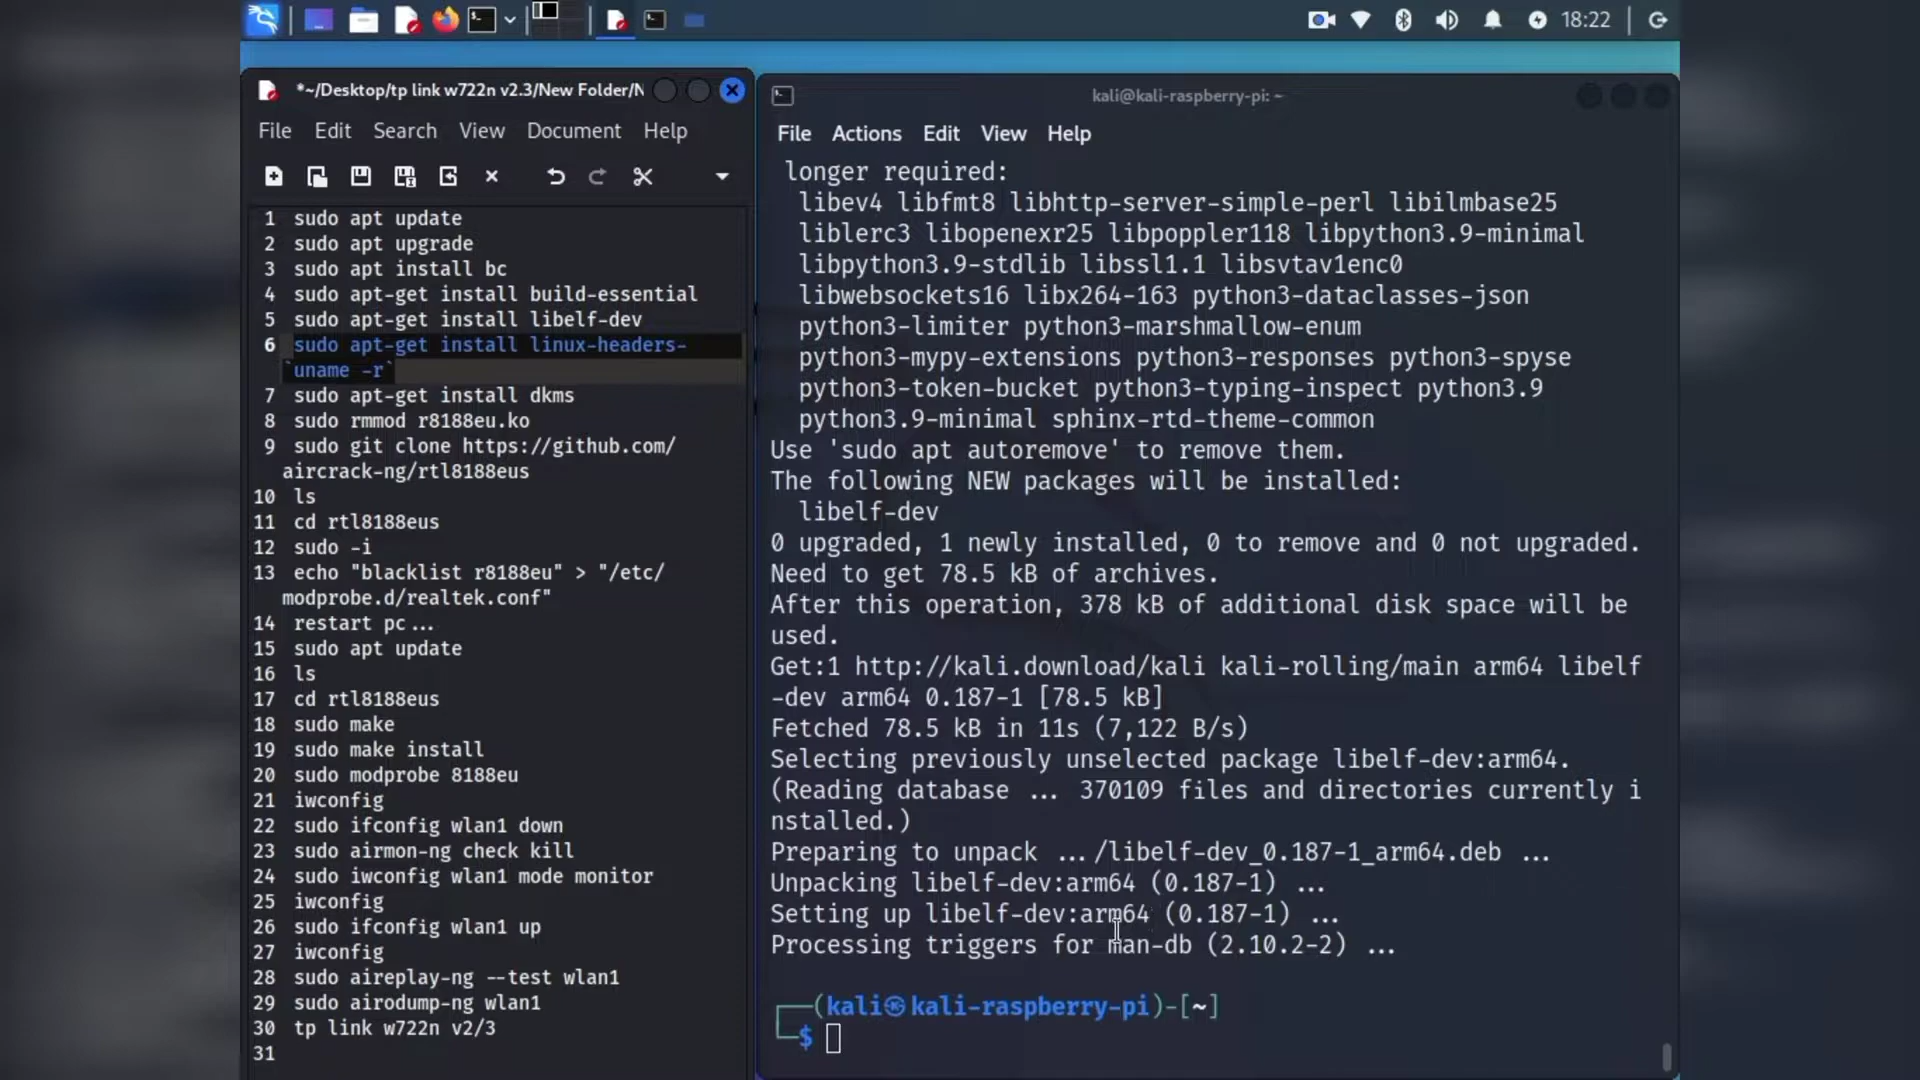 18:22
*~/Desktop/tp link w722n v2.3/New Folder/N
File Edit Search View Document Help
1 sudo apt update
2 sudo apt upgrade
3 sudo apt install bc
4 sudo apt-get install build-essential
5 sudo apt-get install libelf-dev
6 sudo apt-get install linux-headers-
`uname -r`
7 sudo apt-get install dkms
8 sudo rmmod r8188eu.ko
9 sudo git clone https://github.com/
aircrack-ng/rtl8188eus
10 ls
11 cd rtl8188eus
12 sudo -i
13 echo "blacklist r8188eu" > "/etc/
modprobe.d/realtek.conf"
14 restart pc...
15 sudo apt update
16 ls
17 cd rtl8188eus
18 sudo make
19 sudo make install
20 sudo modprobe 8188eu
21 iwconfig
22 sudo ifconfig wlan1 down
23 sudo airmon-ng check kill
24 sudo iwconfig wlan1 mode monitor
25 iwconfig
26 sudo ifconfig wlan1 up
27 iwconfig
28 sudo aireplay-ng --test wlan1
29 sudo airodump-ng wlan1
30 tp link w722n v2/3
31
kali@kali-raspberry-pi: ~
File Actions Edit View Help
longer required:
libev4 libfmt8 libhttp-server-simple-perl libilmbase25
liblerc3 libopenexr25 libpoppler118 libpython3.9-minimal
libpython3.9-stdlib libssl1.1 libsvtav1enc0
libwebsockets16 libx264-163 python3-dataclasses-json
python3-limiter python3-marshmallow-enum
python3-mypy-extensions python3-responses python3-spyse
python3-token-bucket python3-typing-inspect python3.9
python3.9-minimal sphinx-rtd-theme-common
Use 'sudo apt autoremove' to remove them.
The following NEW packages will be installed:
libelf-dev
0 upgraded, 1 newly installed, 0 to remove and 0 not upgraded.
Need to get 78.5 kB of archives.
After this operation, 378 kB of additional disk space will be
used.
Get:1 http://kali.download/kali kali-rolling/main arm64 libelf
-dev arm64 0.187-1 [78.5 kB]
Fetched 78.5 kB in 11s (7,122 B/s)
Selecting previously unselected package libelf-dev:arm64.
(Reading database ... 370109 files and directories currently i
nstalled.)
Preparing to unpack .../libelf-dev_0.187-1_arm64.deb ...
Unpacking libelf-dev:arm64 (0.187-1) ...
Setting up libelf-dev:arm64 (0.187-1) ...
Processing triggers for man-db (2.10.2-2) ...
┌──(kali㉿kali-raspberry-pi)-[~]
└─$